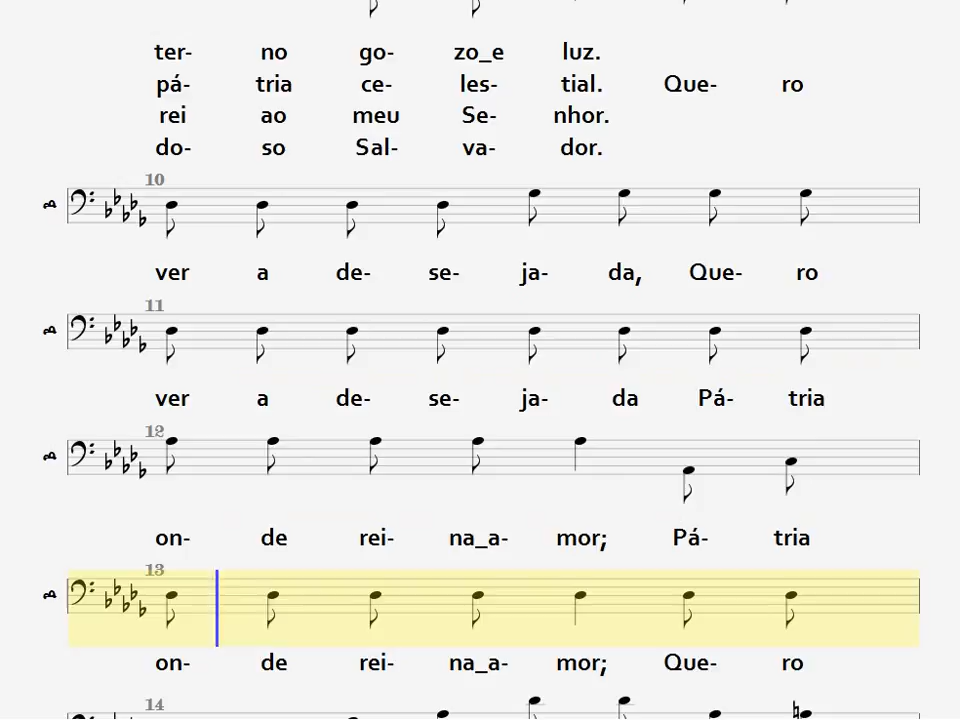 ter- no go- zo_e luz.
pá- tria ce- les- tial. Que- ro
rei ao meu Se- nhor.
do- so Sal- va- dor.
10
ver a de- se- ja- da, Que- ro
11
ver a de- se- ja- da Pá- tria
12
on- de rei- na_a- mor; Pá- tria
13
on- de rei- na_a- mor; Que- ro
14